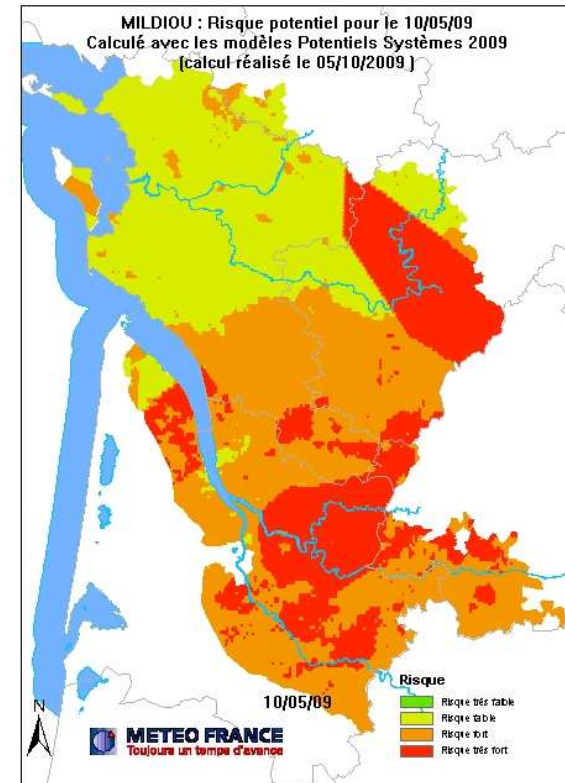 MILDIOU : Risque potentiel pour le 10/05/09
Calculé avec les modèles Potentiels Systèmes 2009
(calcul réalisé le 05/10/2009 )
Risque
10/05/09
Risque très faible
Risque faible
Risque fort
Risque très fort
N
METEO FRANCE
Toujours un temps d'avance